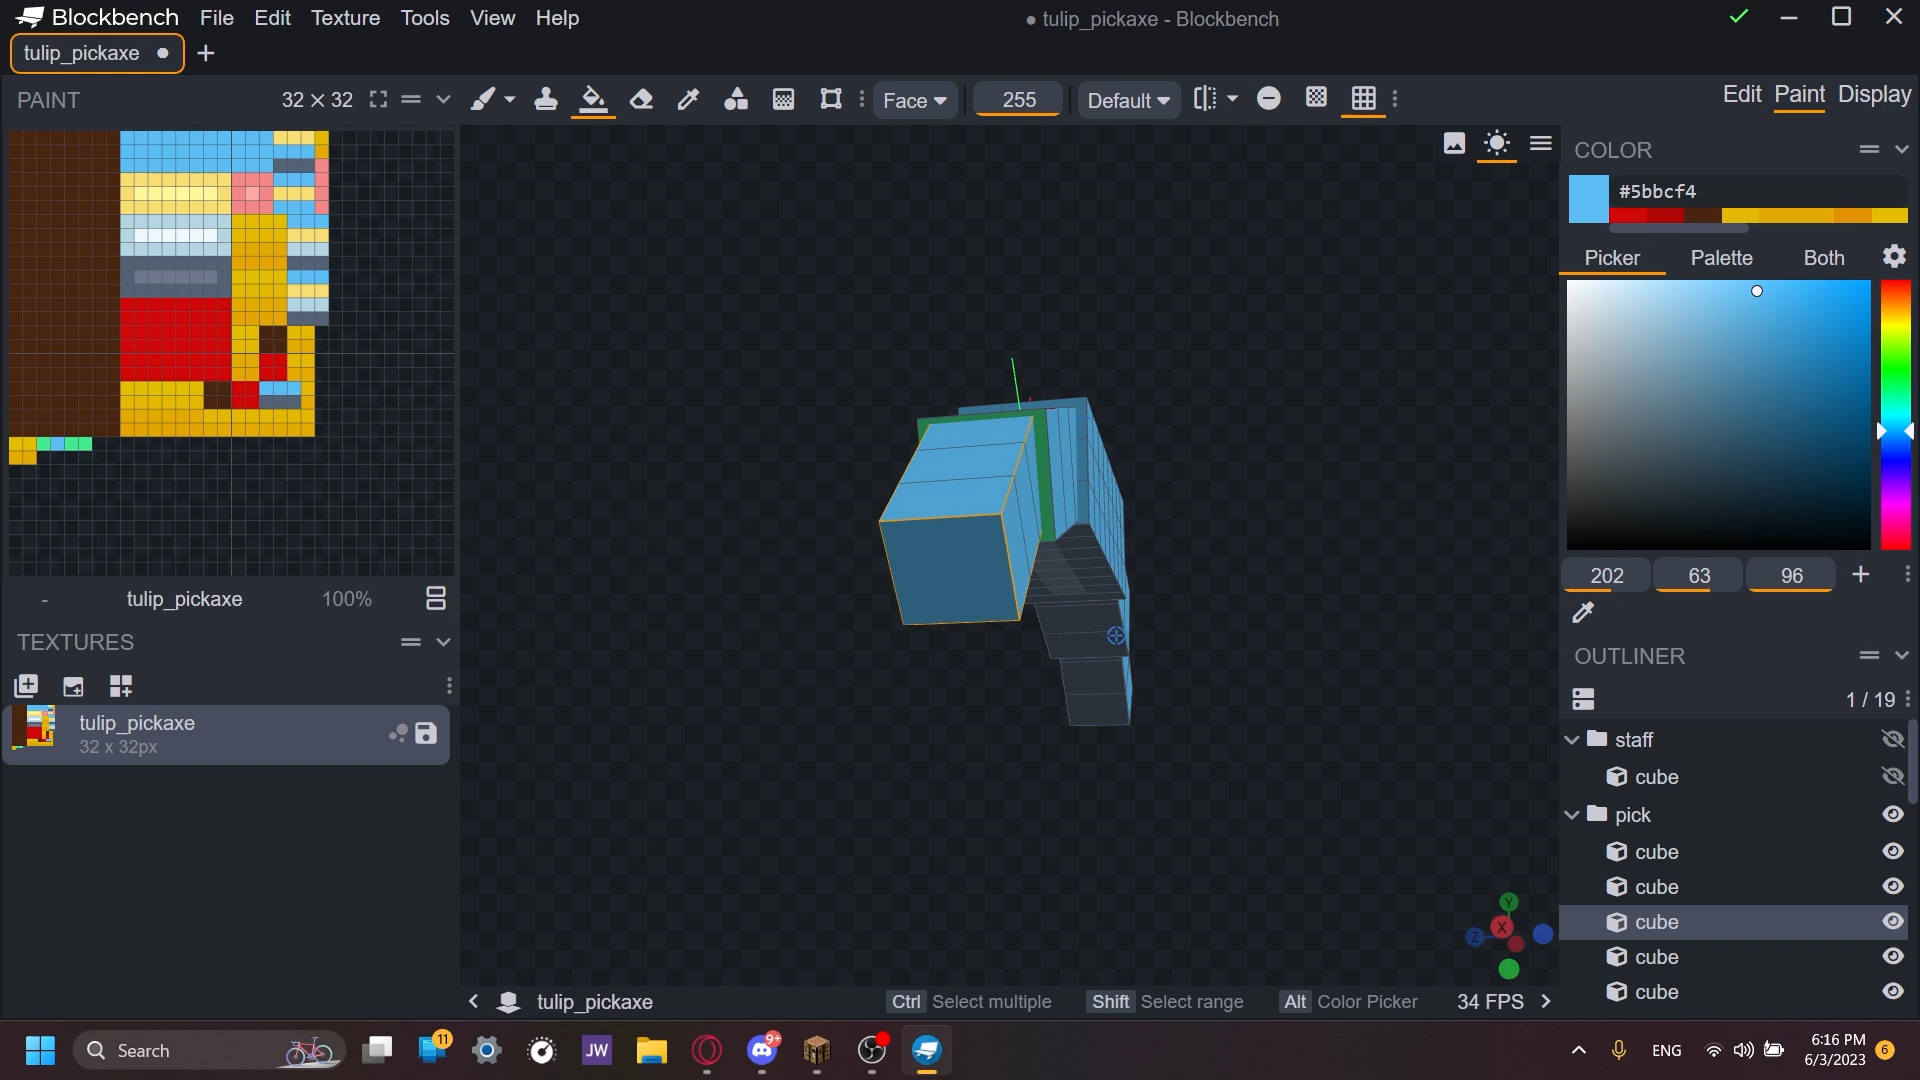 Blockbench File Edit Texture Tools View Help
● tulip_pickaxe - Blockbench
tulip_pickaxe ● +
PAINT 32 × 32
Face 255 Default
Edit Paint Display
COLOR
#5bbcf4
Picker Palette Both
202 63 96 +
- tulip_pickaxe 100%
TEXTURES
tulip_pickaxe
32 x 32px
OUTLINER
1 / 19
staff
cube
pick
cube
cube
cube
cube
cube
Y
X
Z
tulip_pickaxe
Ctrl Select multiple Shift Select range Alt Color Picker 34 FPS
Search
11
JW
9+
ENG
6:16 PM
6/3/2023
6